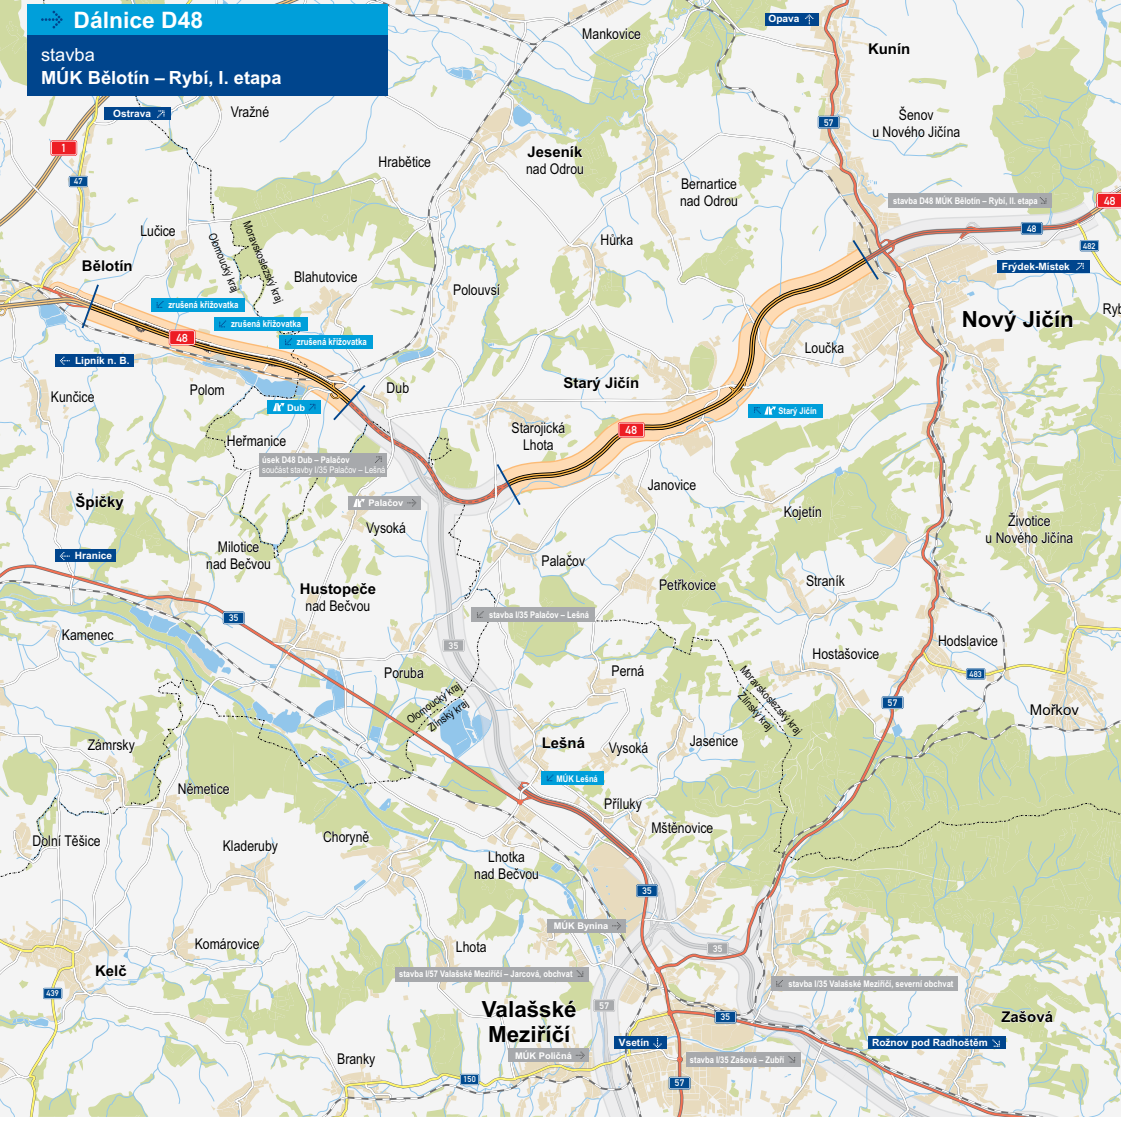 Dálnice D48
stavba
MÚK Bělotín – Rybí, I. etapa
Opava
Mankovice
Kunín
Ostrava
Vražné
57
Šenov
u Nového Jičína
1
Jeseník
nad Odrou
Hrabětice
47
Bernartice
nad Odrou
stavba D48 MÚK Bělotín – Rybí, II. etapa
48
Lučice
Olomoucký kraj
Moravskoslezský kraj
Hůrka
48
482
Bělotín
Blahutovice
Frýdek-Místek
Polouvsí
zrušená křižovatka
zrušená křižovatka
zrušená křižovatka
48
Nový Jičín
Ryb
Lipník n. B.
Loučka
Polom
Dub
Starý Jičín
Kunčice
Dub
Starý Jičín
Heřmanice
Starojická
Lhota
48
úsek D48 Dub – Palačov
součást stavby I/35 Palačov – Lešná
Janovice
Špičky
Palačov
Kojetín
Vysoká
Životice
u Nového Jičína
Milotice
nad Bečvou
Hranice
Palačov
Hustopeče
nad Bečvou
Petřkovice
Straník
35
stavba I/35 Palačov – Lešná
Kamenec
35
Hodslavice
Hostašovice
Poruba
Perná
483
Olomoucký kraj
Zlínský kraj
Moravskoslezský kraj
Zlínský kraj
57
Mořkov
Zámrsky
Lešná
Vysoká
Jasenice
MÚK Lešná
Němetice
Příluky
Mštěnovice
Dolní Těšice
Choryně
Kladeruby
Lhotka
nad Bečvou
35
MÚK Bynina
Komárovice
Lhota
35
Kelč
stavba I/57 Valašské Meziříčí – Jarcová, obchvat
stavba I/35 Valašské Meziříčí, severní obchvat
439
57
Valašské
Meziříčí
35
Zašová
Vsetín
Rožnov pod Radhoštěm
MÚK Poličná
Branky
stavba I/35 Zašová – Zubří
150
57